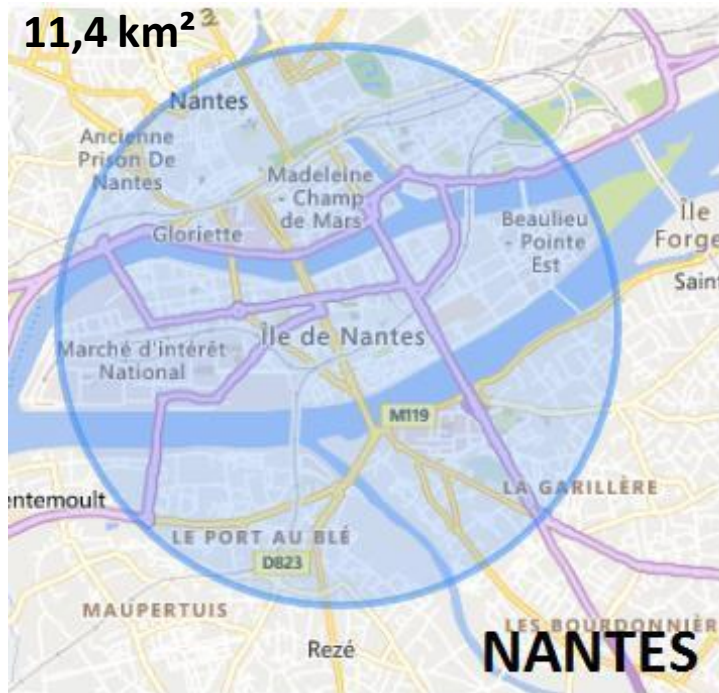 11,4 km²
Nantes
Ancienne
Prison De
Nantes
Madeleine
- Champ
de Mars
Gloriette
Beaulieu
- Pointe
Est
Île
Forge
Saint
Île de Nantes
Marché d'intérêt
National
M119
entemoult
LA GARILLÈRE
LE PORT AU BLÉ
D823
MAUPERTUIS
LES BOURDONNIÈR
Rezé
NANTES